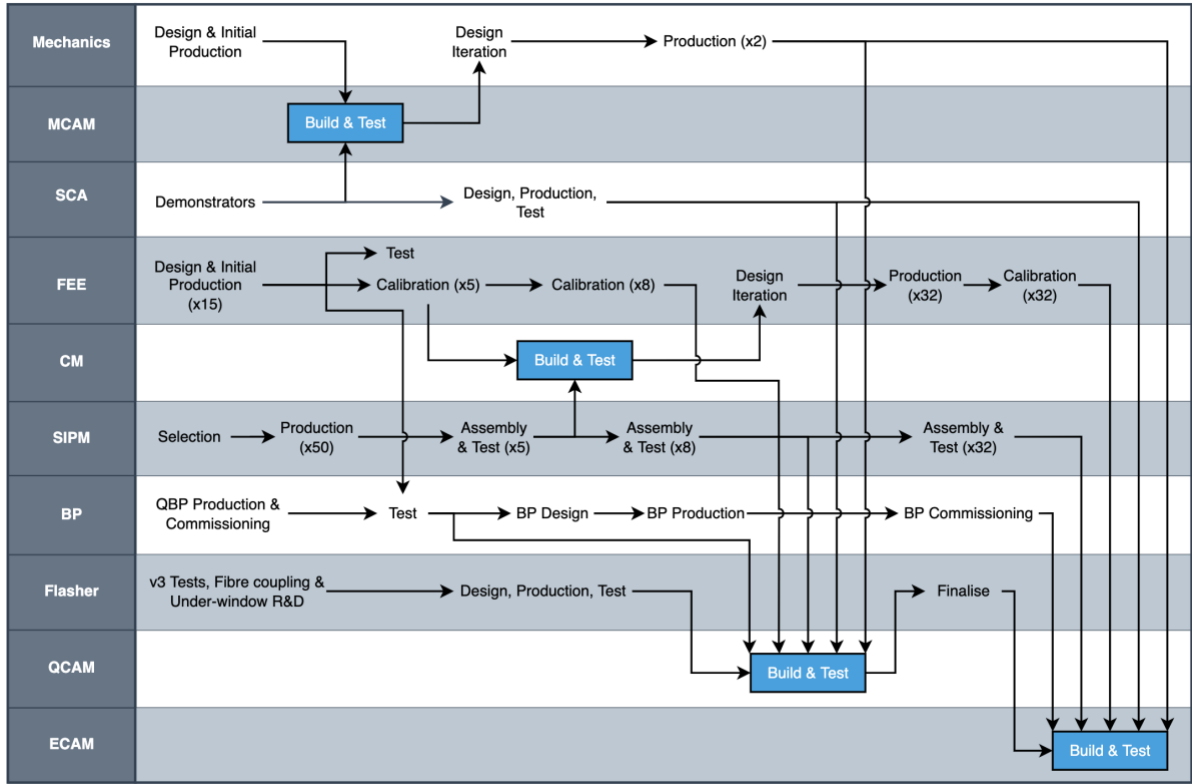 Mechanics
Design & Initial
Production
Design
Iteration
Production (x2)
MCAM
Build & Test
SCA
Demonstrators
Design, Production,
Test
FEE
Design & Initial
Production
(x15)
Test
Calibration (x5)
Calibration (x8)
Design
Iteration
Production
(x32)
Calibration
(x32)
CM
Build & Test
SIPM
Selection
Production
(x50)
Assembly
& Test (x5)
Assembly
& Test (x8)
Assembly &
Test (x32)
BP
QBP Production &
Commissioning
Test
BP Design
BP Production
BP Commissioning
Flasher
v3 Tests, Fibre coupling &
Under-window R&D
Design, Production, Test
Finalise
QCAM
Build & Test
ECAM
Build & Test